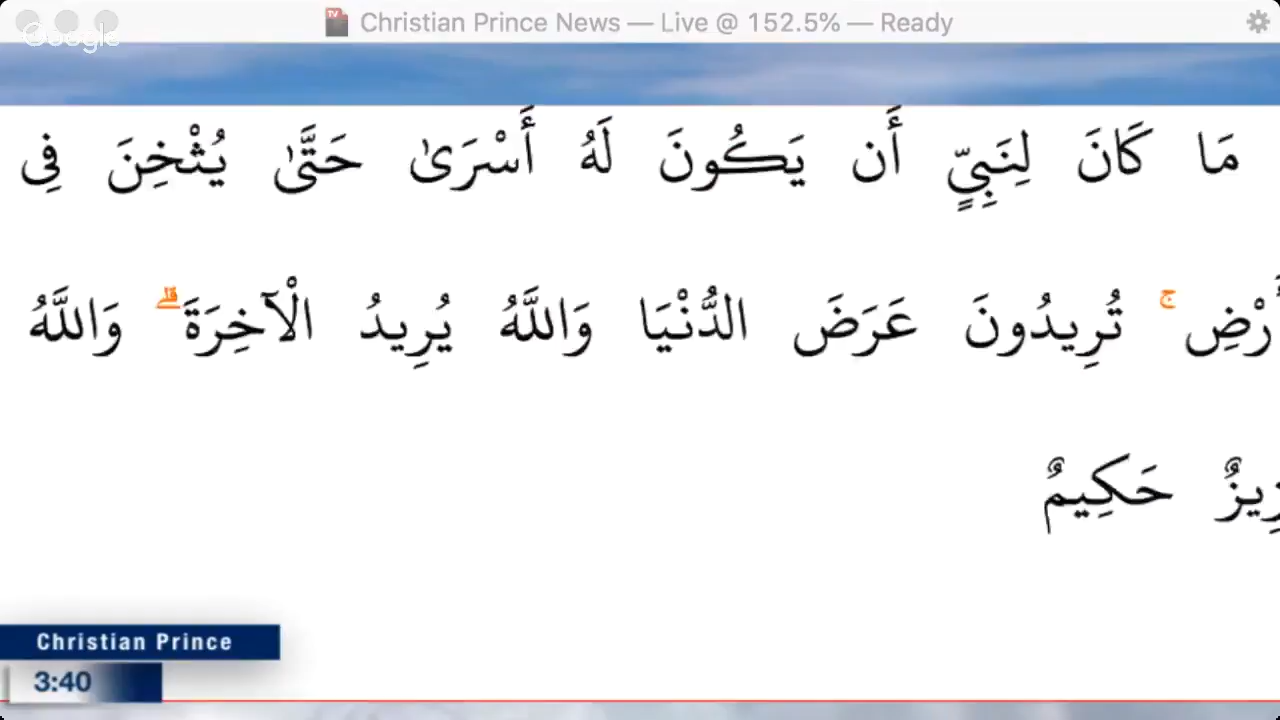 Google
Christian Prince News — Live @ 152.5% — Ready
مَا كَانَ لِنَبِيٍّ أَن يَكُونَ لَهُ أَسْرَىٰ حَتَّىٰ يُثْخِنَ فِى
ۚ تُرِيدُونَ عَرَضَ الدُّنْيَا وَاللَّهُ يُرِيدُ الْآخِرَةَ ۗ وَاللَّهُ
حَكِيمٌ
Christian Prince
3:40